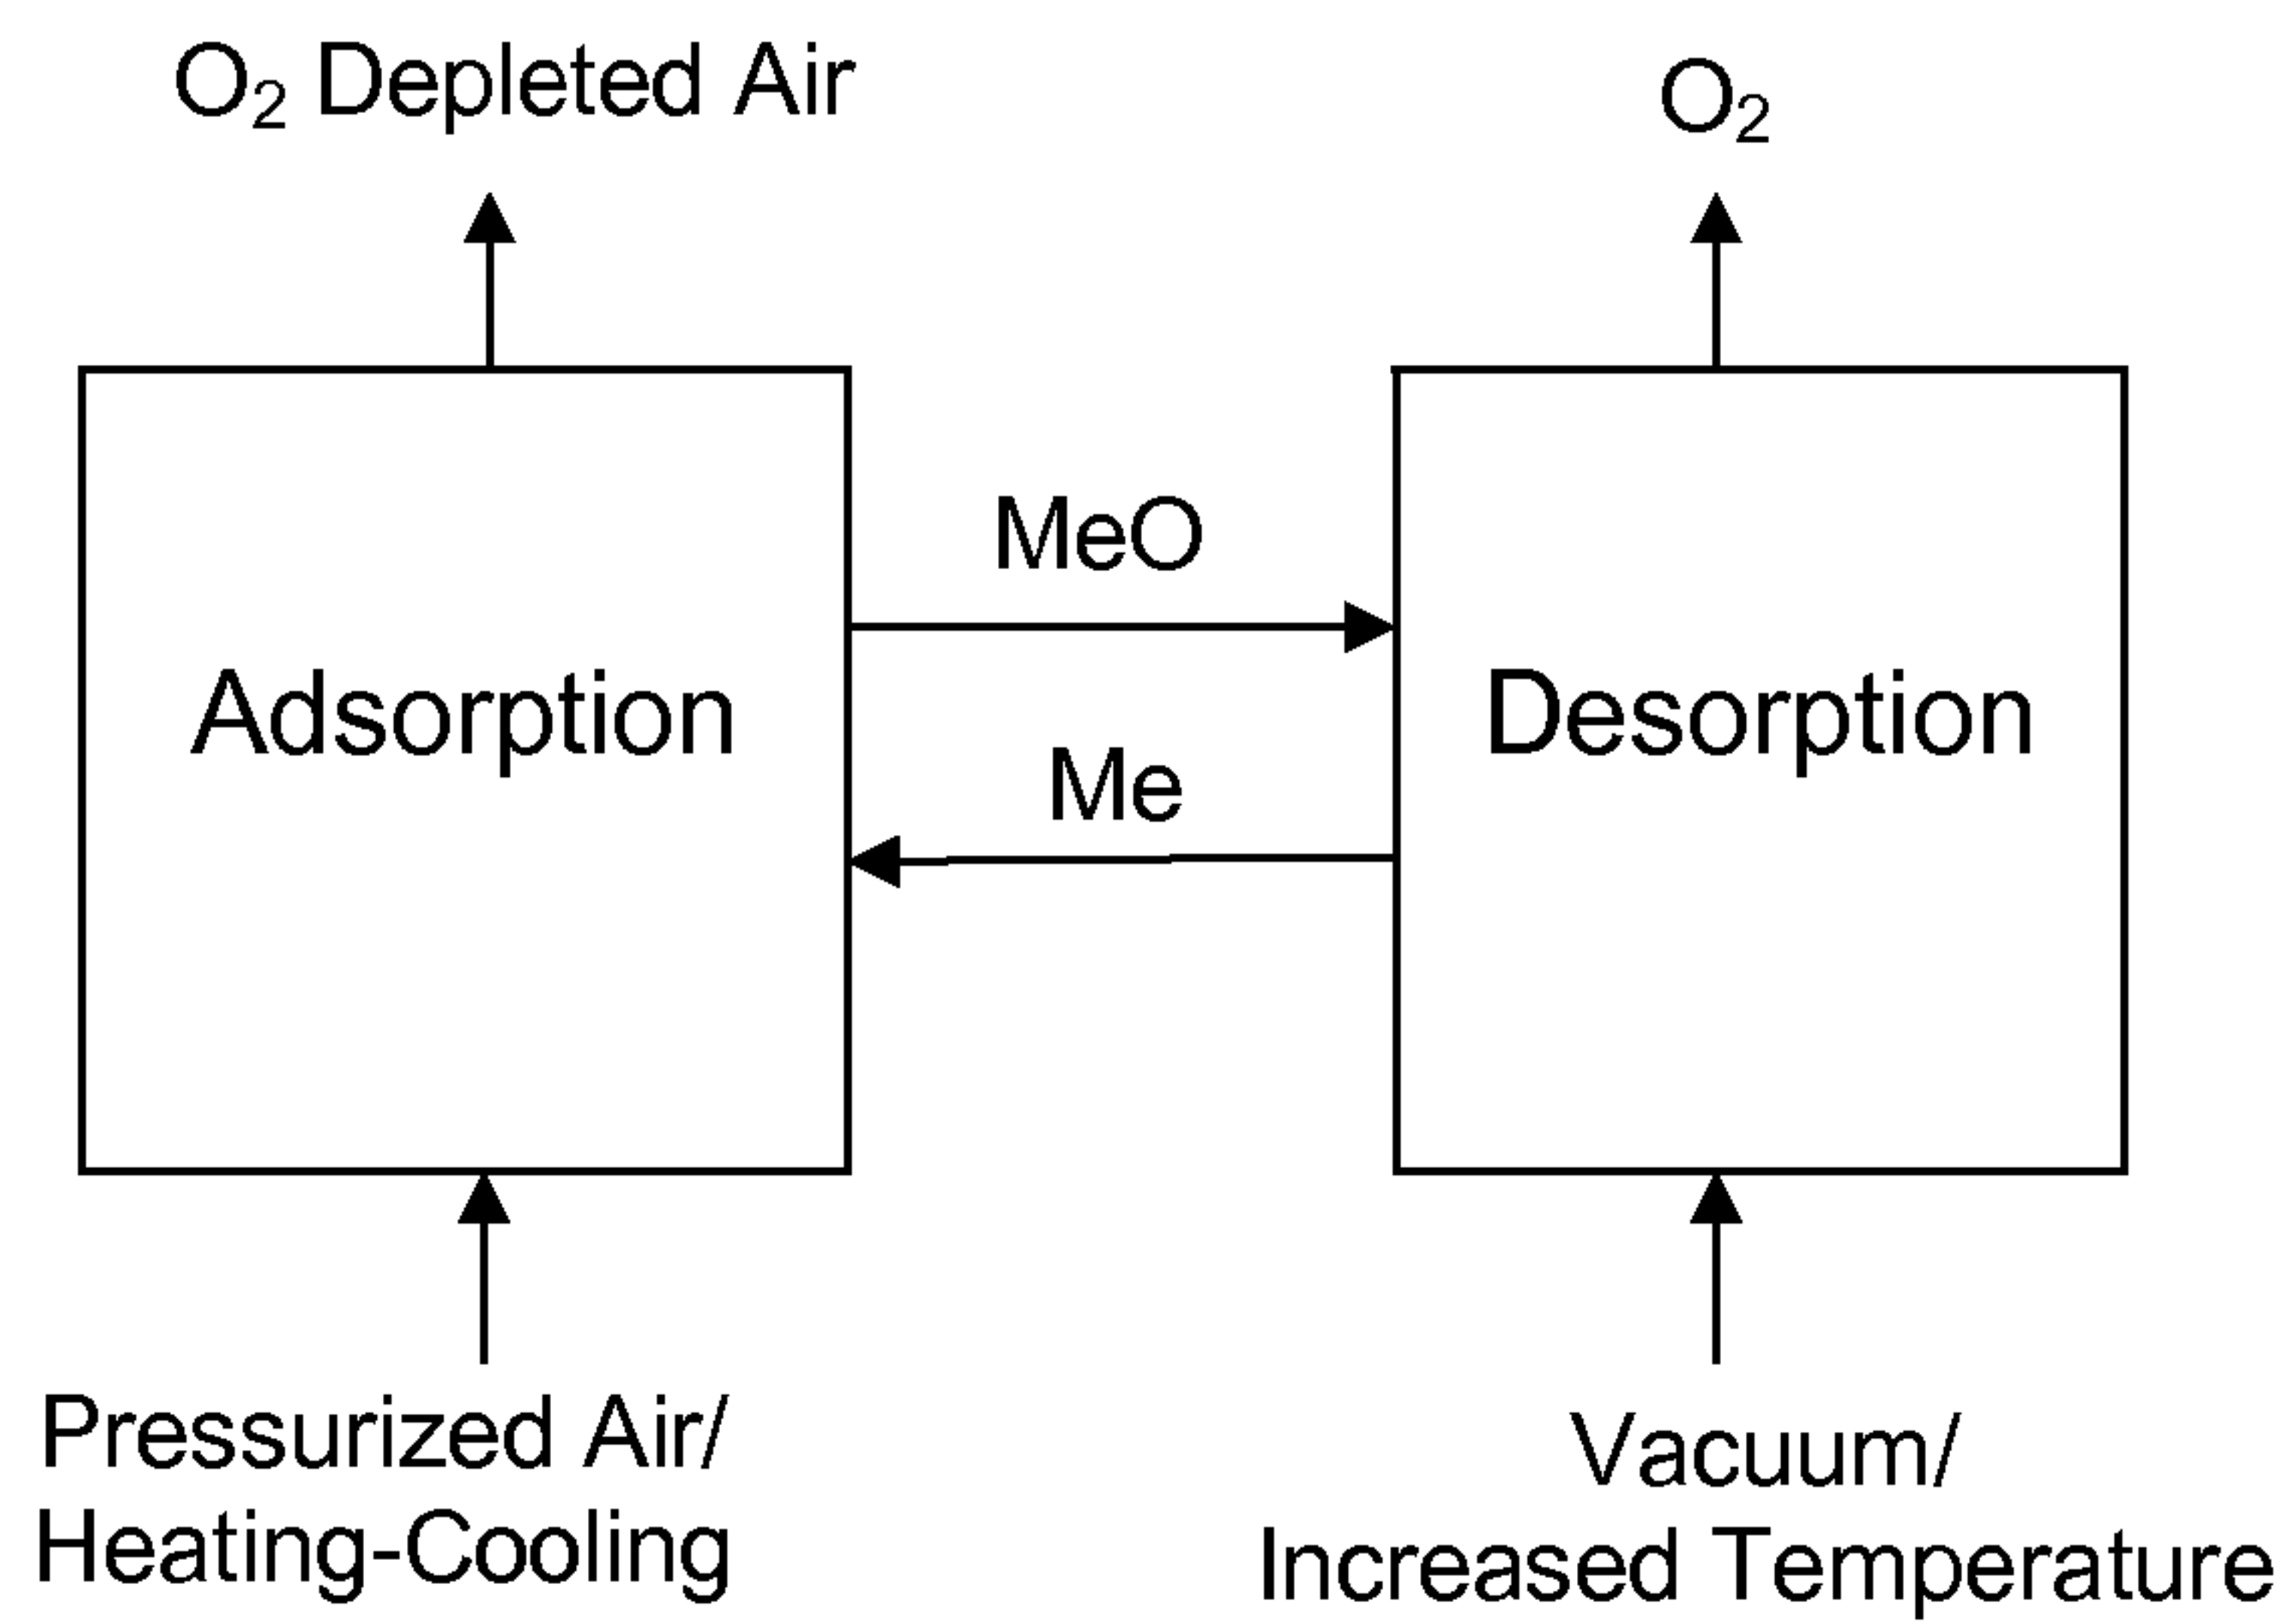 O₂ Depleted Air
O₂
MeO
Adsorption
Desorption
Me
Pressurized Air/
Heating-Cooling
Vacuum/
Increased Temperature